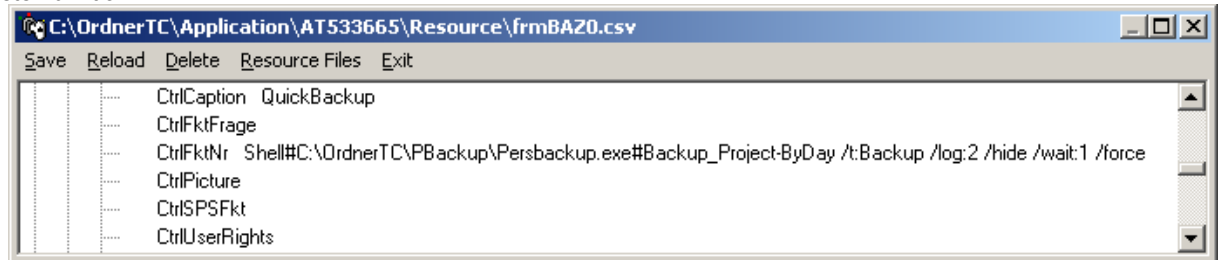 C:\OrdnerTC\Application\AT533665\Resource\frmBAZ0.csv
Save Reload Delete Resource Files Exit
CtrlCaption QuickBackup
CtrlFktFrage
CtrlFktNr Shell#C:\OrdnerTC\PBackup\Persbackup.exe#Backup_Project-ByDay /t:Backup /log:2 /hide /wait:1 /force
CtrlPicture
CtrlSPSFkt
CtrlUserRights